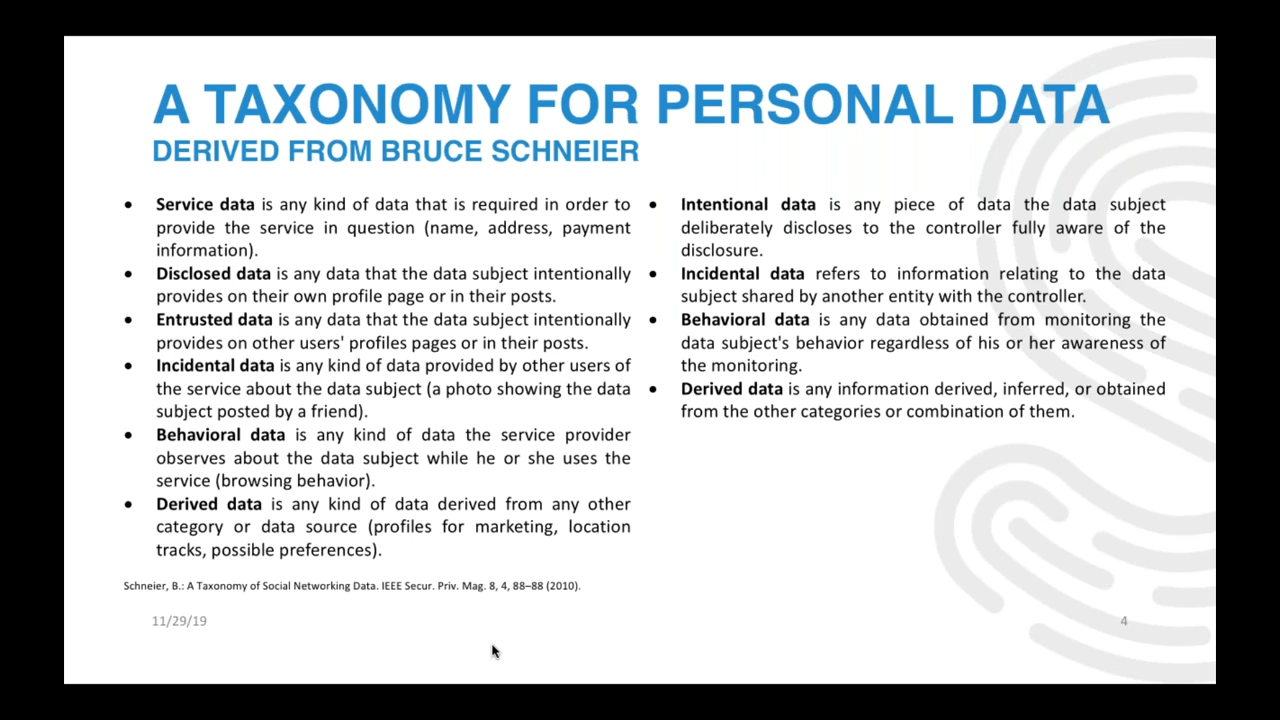 A TAXONOMY FOR PERSONAL DATA
DERIVED FROM BRUCE SCHNEIER
• Service data is any kind of data that is required in order to
provide the service in question (name, address, payment
information).
• Disclosed data is any data that the data subject intentionally
provides on their own profile page or in their posts.
• Entrusted data is any data that the data subject intentionally
provides on other users' profiles pages or in their posts.
• Incidental data is any kind of data provided by other users of
the service about the data subject (a photo showing the data
subject posted by a friend).
• Behavioral data is any kind of data the service provider
observes about the data subject while he or she uses the
service (browsing behavior).
• Derived data is any kind of data derived from any other
category or data source (profiles for marketing, location
tracks, possible preferences).
• Intentional data is any piece of data the data subject
deliberately discloses to the controller fully aware of the
disclosure.
• Incidental data refers to information relating to the data
subject shared by another entity with the controller.
• Behavioral data is any data obtained from monitoring the
data subject's behavior regardless of his or her awareness of
the monitoring.
• Derived data is any information derived, inferred, or obtained
from the other categories or combination of them.
Schneier, B.: A Taxonomy of Social Networking Data. IEEE Secur. Priv. Mag. 8, 4, 88–88 (2010).
11/29/19
4